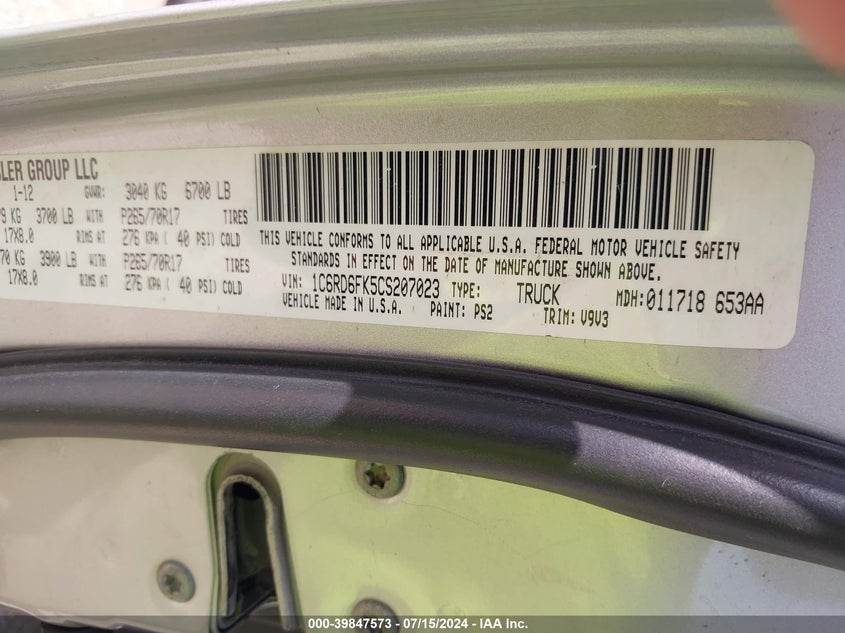 GROUP LLC
1-12 GVWR: 3040 KG 6700 LB
KG 3700 LB WITH P265/70R17 TIRES
17X8.0 RIMS AT 276 KPA ( 40 PSI) COLD
KG 3900 LB WITH P265/70R17 TIRES
17X8.0 RIMS AT 276 KPA ( 40 PSI) COLD
THIS VEHICLE CONFORMS TO ALL APPLICABLE U.S.A. FEDERAL MOTOR VEHICLE SAFETY
STANDARDS IN EFFECT ON THE DATE OF MANUFACTURE SHOWN ABOVE.
VIN: 1C6RD6FK5CS207023 TYPE: TRUCK MDH: 011718 653AA
VEHICLE MADE IN U.S.A. PAINT: PS2 TRIM: V9V3
000-39847573 - 07/15/2024 - IAA Inc.